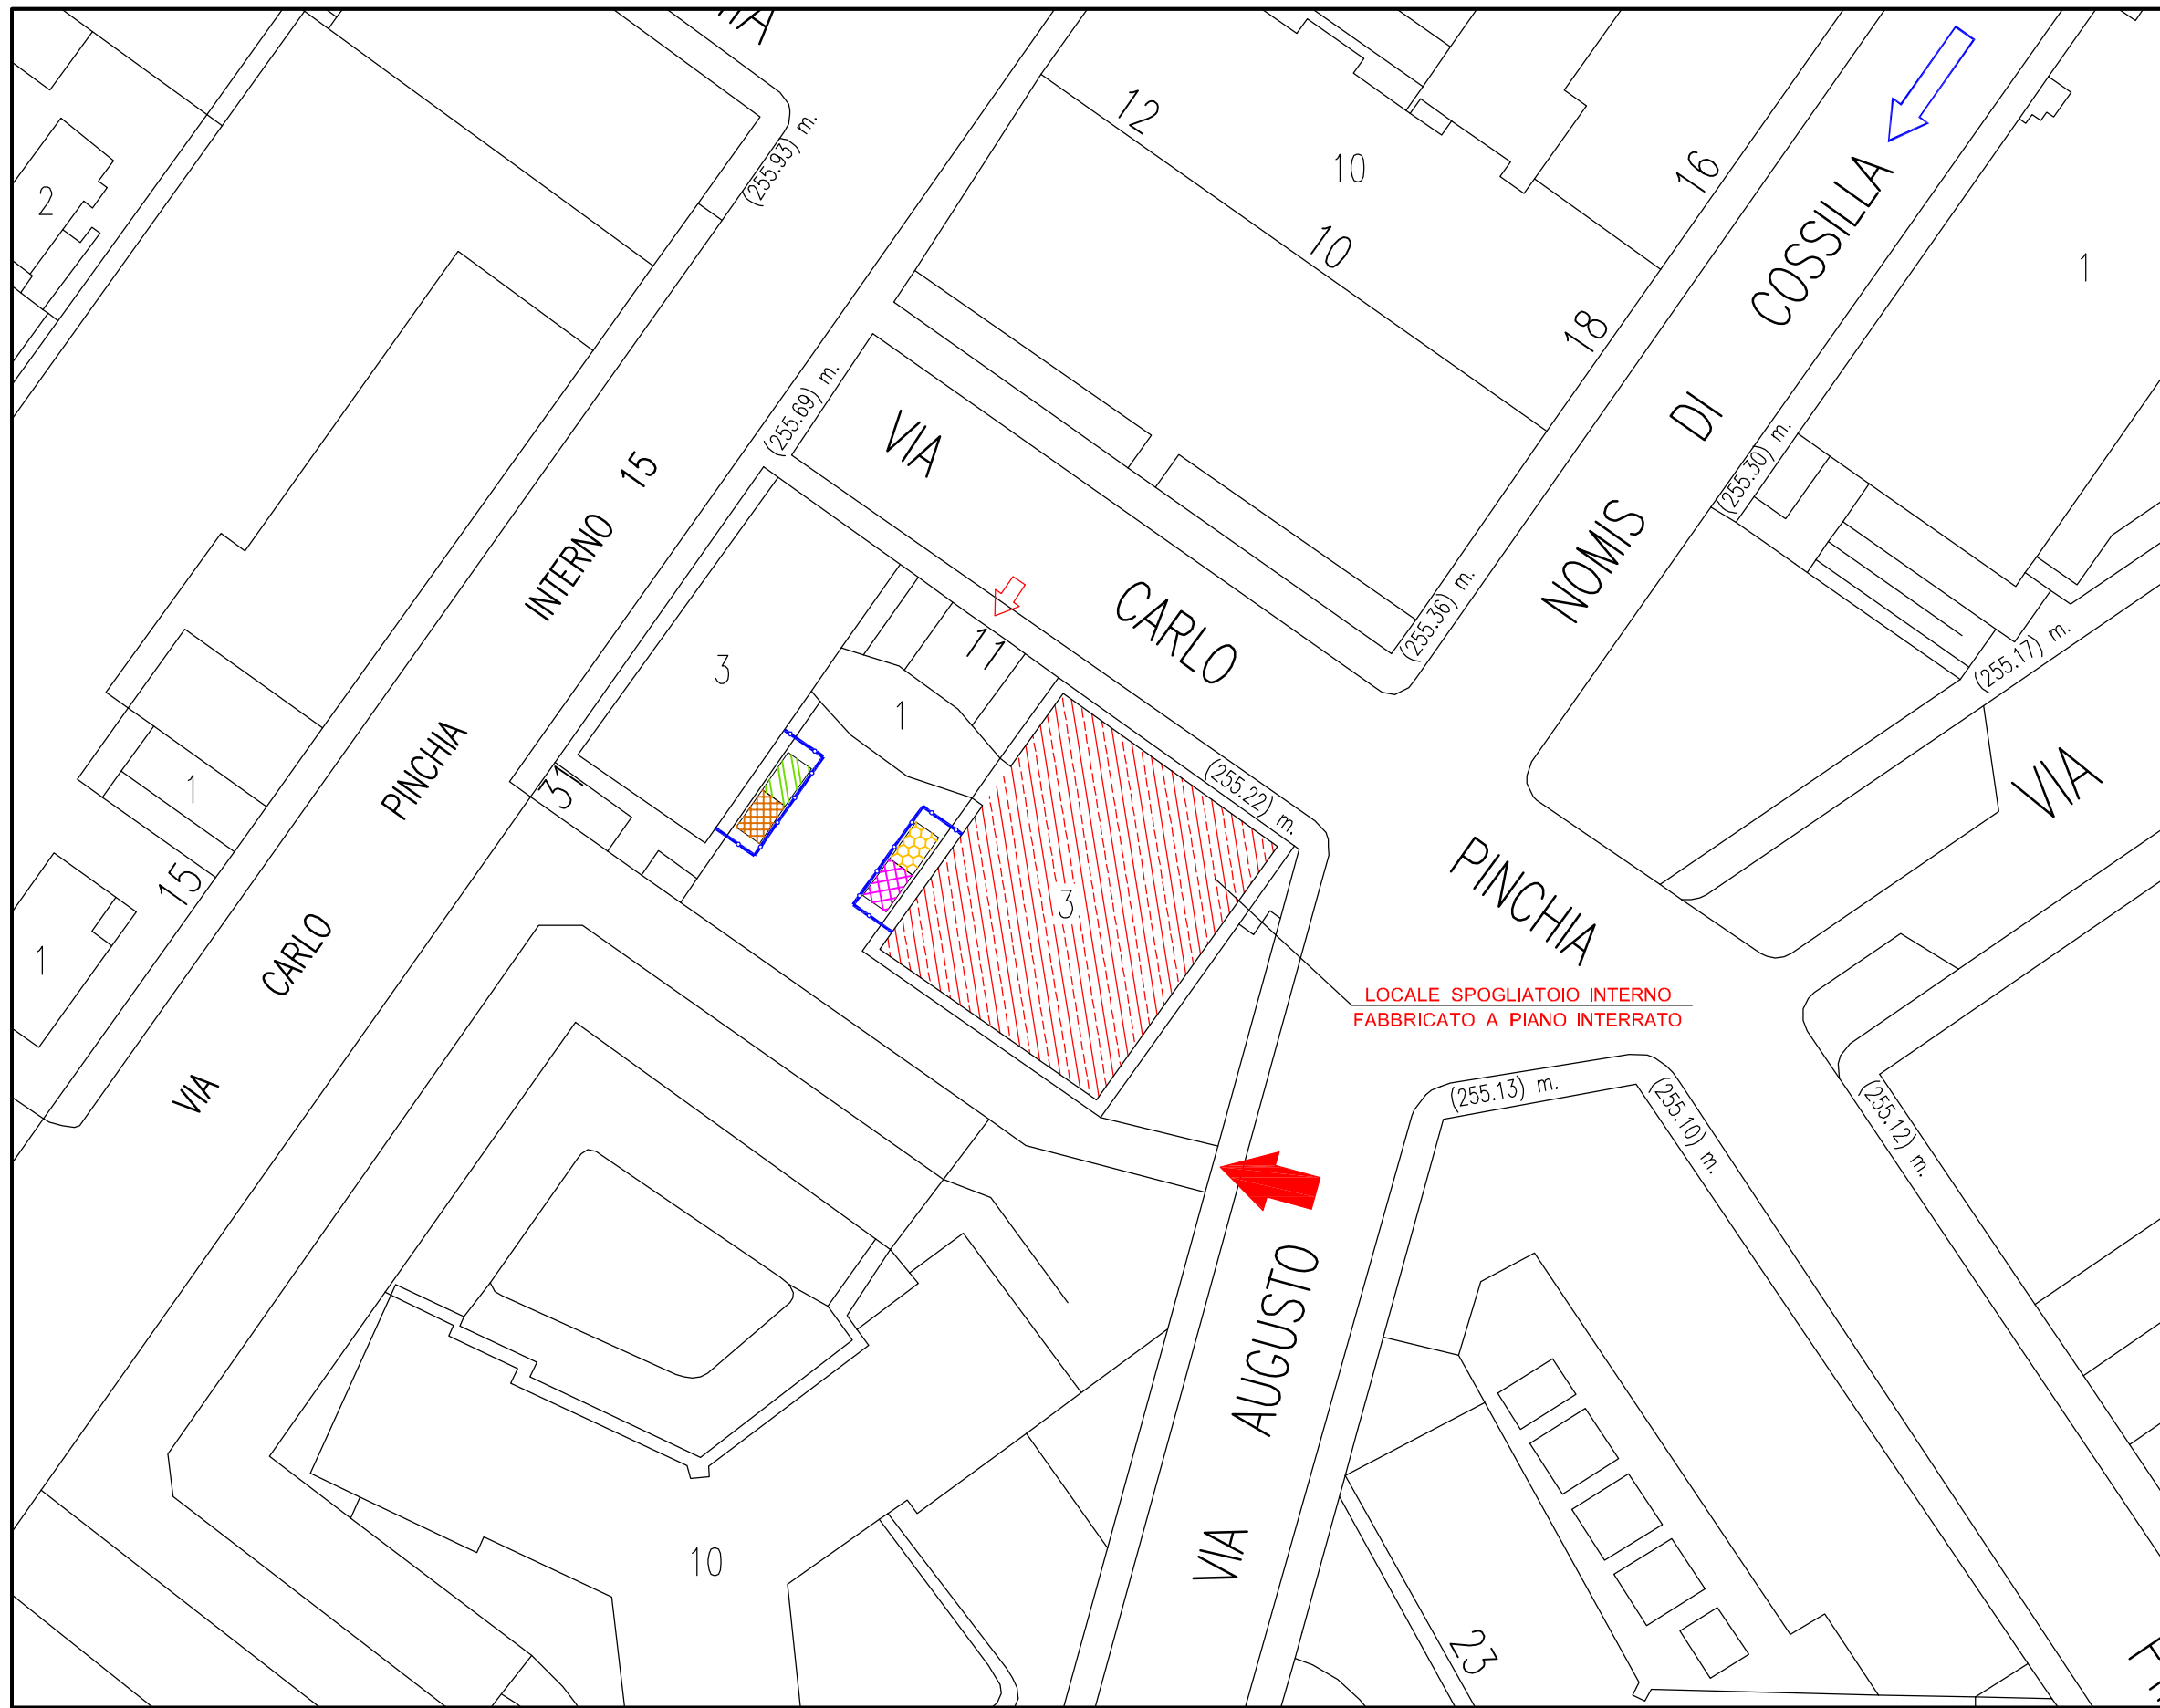 (255.93) m.
2
12
10
10
16
18
1
VIA
CARLO
PINCHIA
NOMIS DI COSSILLA
(255.69) m.
(255.30) m.
(255.36) m.
(255.17) m.
VIA
VIA CARLO PINCHIA INTERNO 15
3
11
1
31
1
15
1
(255.22) m.
3
LOCALE SPOGLIATOIO INTERNO
FABBRICATO A PIANO INTERRATO
(255.13) m.
(255.10) m.
(255.12) m.
VIA AUGUSTO
10
23